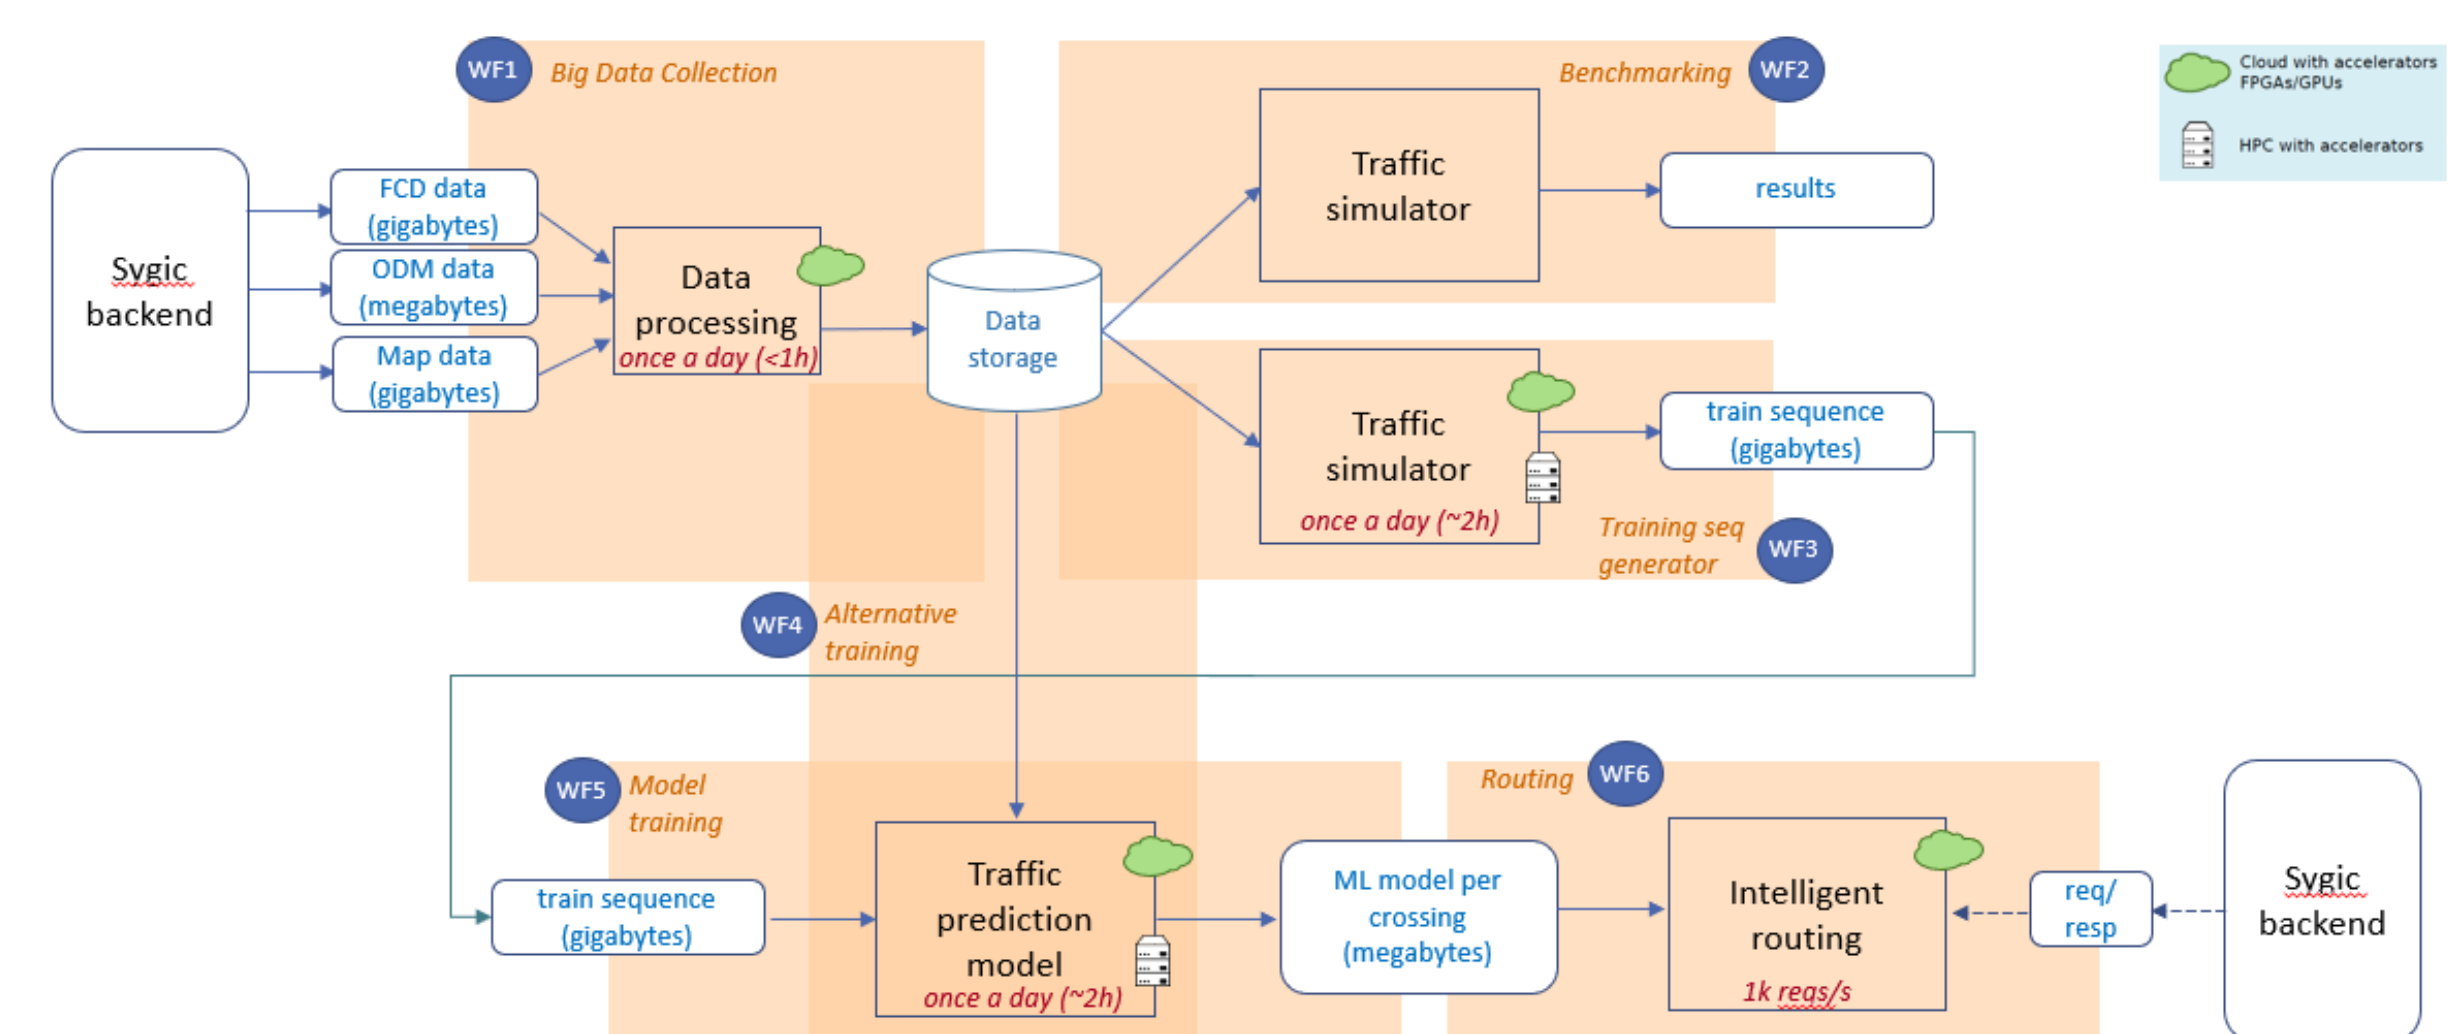 WF1
Big Data Collection
Benchmarking
WF2
Cloud with accelerators
FPGAs/GPUs
HPC with accelerators
Sygic
backend
FCD data
(gigabytes)
ODM data
(megabytes)
Map data
(gigabytes)
Data
processing
once a day (<1h)
Data
storage
Traffic
simulator
results
Traffic
simulator
once a day (~2h)
train sequence
(gigabytes)
Training seq
generator
WF3
WF4
Alternative
training
WF5
Model
training
train sequence
(gigabytes)
Traffic
prediction
model
once a day (~2h)
ML model per
crossing
(megabytes)
Routing
WF6
Intelligent
routing
1k reqs/s
req/
resp
Sygic
backend